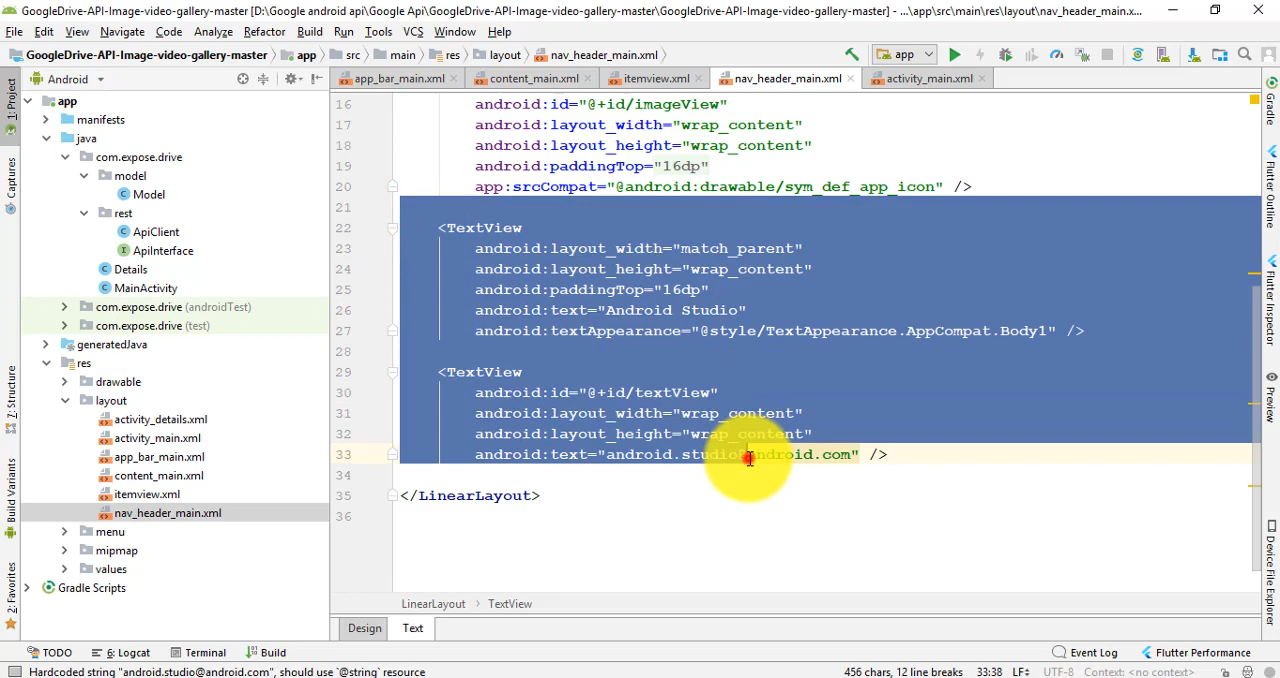 GoogleDrive-API-Image-video-gallery-master [D:\Google android api\Google Api\GoogleDrive-API-Image-video-gallery-master\GoogleDrive-API-Image-video-gallery-master] - ...\app\src\main\res\layout\nav_header_main.x...
File Edit View Navigate Code Analyze Refactor Build Run Tools VCS Window Help
GoogleDrive-API-Image-video-gallery-master app src main res layout nav_header_main.xml app
Android app_bar_main.xml content_main.xml itemview.xml nav_header_main.xml activity_main.xml
1: Project
Captures
7: Structure
Build Variants
2: Favorites
app
manifests
java
com.expose.drive
model
Model
rest
ApiClient
ApiInterface
Details
MainActivity
com.expose.drive (androidTest)
com.expose.drive (test)
generatedJava
res
drawable
layout
activity_details.xml
activity_main.xml
app_bar_main.xml
content_main.xml
itemview.xml
nav_header_main.xml
menu
mipmap
values
Gradle Scripts
16 android:id="@+id/imageView"
17 android:layout_width="wrap_content"
18 android:layout_height="wrap_content"
19 android:paddingTop="16dp"
20 app:srcCompat="@android:drawable/sym_def_app_icon" />
21
22 <TextView
23 android:layout_width="match_parent"
24 android:layout_height="wrap_content"
25 android:paddingTop="16dp"
26 android:text="Android Studio"
27 android:textAppearance="@style/TextAppearance.AppCompat.Body1" />
28
29 <TextView
30 android:id="@+id/textView"
31 android:layout_width="wrap_content"
32 android:layout_height="wrap_content"
33 android:text="android.studio@android.com" />
34
35 </LinearLayout>
36
LinearLayout › TextView
Design Text
Gradle
Flutter Outline
Flutter Inspector
Preview
Device File Explorer
TODO 6: Logcat Terminal Build Event Log Flutter Performance
Hardcoded string "android.studio@android.com", should use `@string` resource 456 chars, 12 line breaks 33:38 LF÷ UTF-8 Context: <no context>